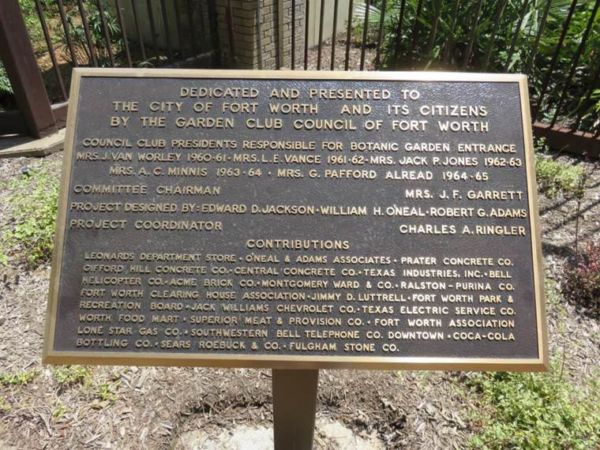 DEDICATED AND PRESENTED TO
THE CITY OF FORT WORTH AND ITS CITIZENS
BY THE GARDEN CLUB COUNCIL OF FORT WORTH
COUNCIL CLUB PRESIDENTS RESPONSIBLE FOR BOTANIC GARDEN ENTRANCE
MRS. J. VAN WORLEY 1960-61-MRS. L. E. VANCE 1961-62-MRS. JACK P. JONES 1962-63
MRS. A. C. MINNIS 1963-64 · MRS. G. PAFFORD ALREAD 1964-65
COMMITTEE CHAIRMAN MRS. J. F. GARRETT
PROJECT DESIGNED BY: EDWARD D. JACKSON · WILLIAM H. O'NEAL · ROBERT G. ADAMS
PROJECT COORDINATOR CHARLES A. RINGLER
CONTRIBUTIONS
LEONARDS DEPARTMENT STORE · O'NEAL & ADAMS ASSOCIATES · PRATER CONCRETE CO.
GIFFORD HILL CONCRETE CO. · CENTRAL CONCRETE CO. · TEXAS INDUSTRIES, INC. · BELL
HELICOPTER CO. · ACME BRICK CO. · MONTGOMERY WARD & CO. · RALSTON - PURINA CO.
FORT WORTH CLEARING HOUSE ASSOCIATION · JIMMY D. LUTTRELL · FORT WORTH PARK &
RECREATION BOARD · JACK WILLIAMS CHEVROLET CO. · TEXAS ELECTRIC SERVICE CO.
WORTH FOOD MART · SUPERIOR MEAT & PROVISION CO. · FORT WORTH ASSOCIATION
LONE STAR GAS CO. · SOUTHWESTERN BELL TELEPHONE CO. DOWNTOWN · COCA-COLA
BOTTLING CO. · SEARS ROEBUCK & CO. · FULGHAM STONE CO.